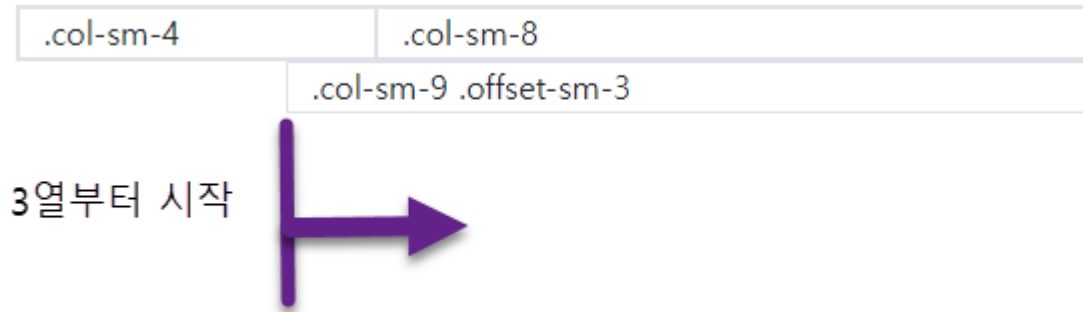 .col-sm-4 .col-sm-8
.col-sm-9 .offset-sm-3
3열부터 시작